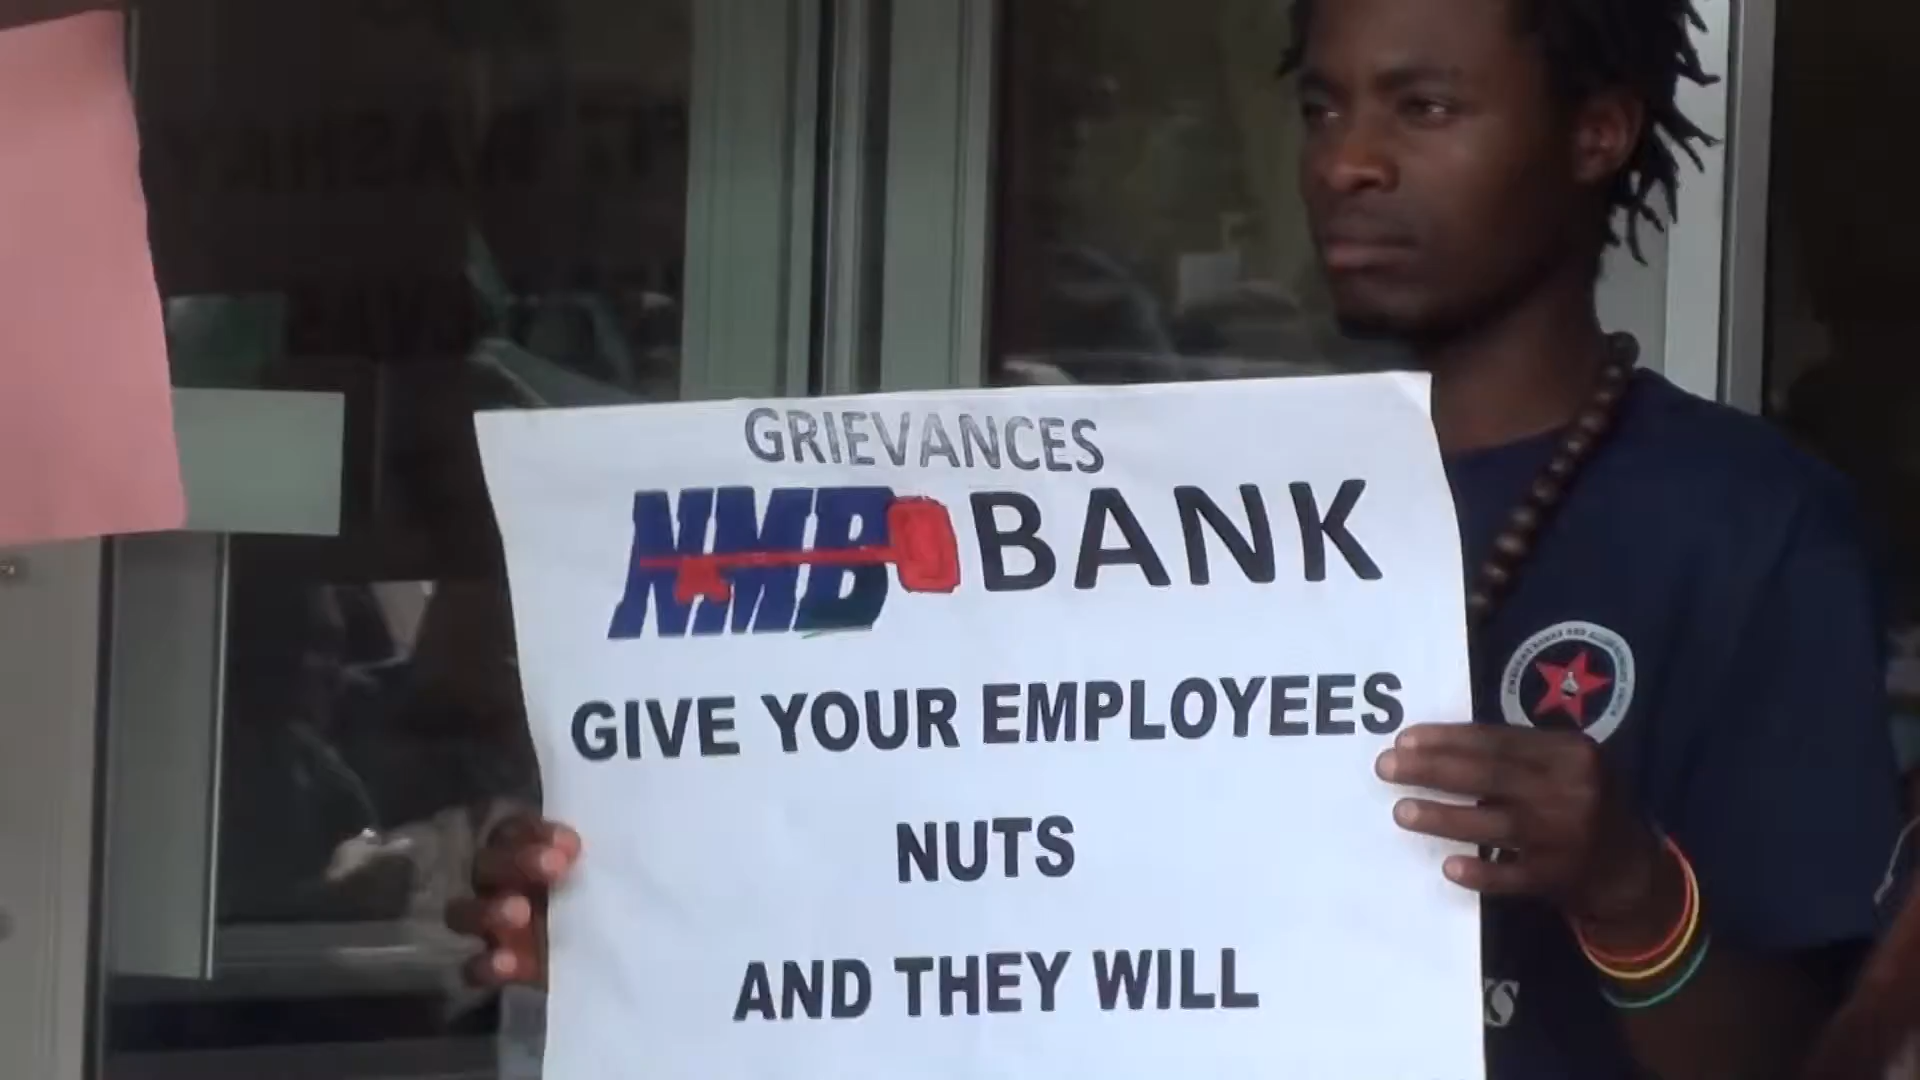 GRIEVANCES
NMB BANK
GIVE YOUR EMPLOYEES
NUTS
AND THEY WILL